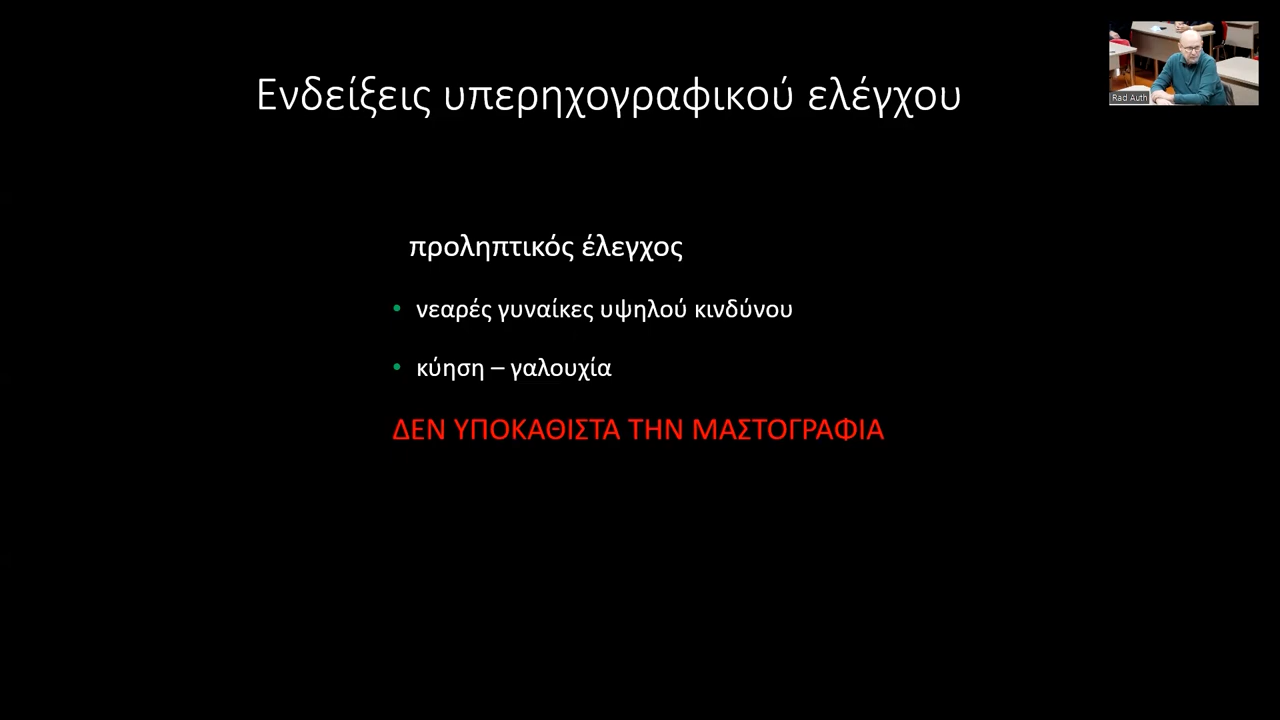 Ενδείξεις υπερηχογραφικού ελέγχου
Rad Auth
προληπτικός έλεγχος
• νεαρές γυναίκες υψηλού κινδύνου
• κύηση – γαλουχία
ΔΕΝ ΥΠΟΚΑΘΙΣΤΑ ΤΗΝ ΜΑΣΤΟΓΡΑΦΙΑ